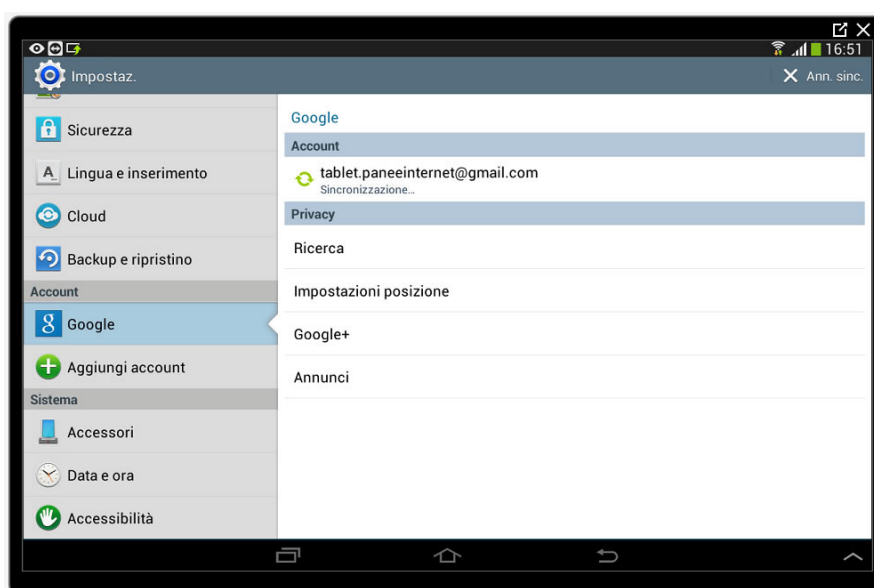 16:51
Impostaz.
Ann. sinc.
Sicurezza
Lingua e inserimento
Cloud
Backup e ripristino
Account
Google
Aggiungi account
Sistema
Accessori
Data e ora
Accessibilità
Google
Account
tablet.paneeinternet@gmail.com
Sincronizzazione...
Privacy
Ricerca
Impostazioni posizione
Google+
Annunci